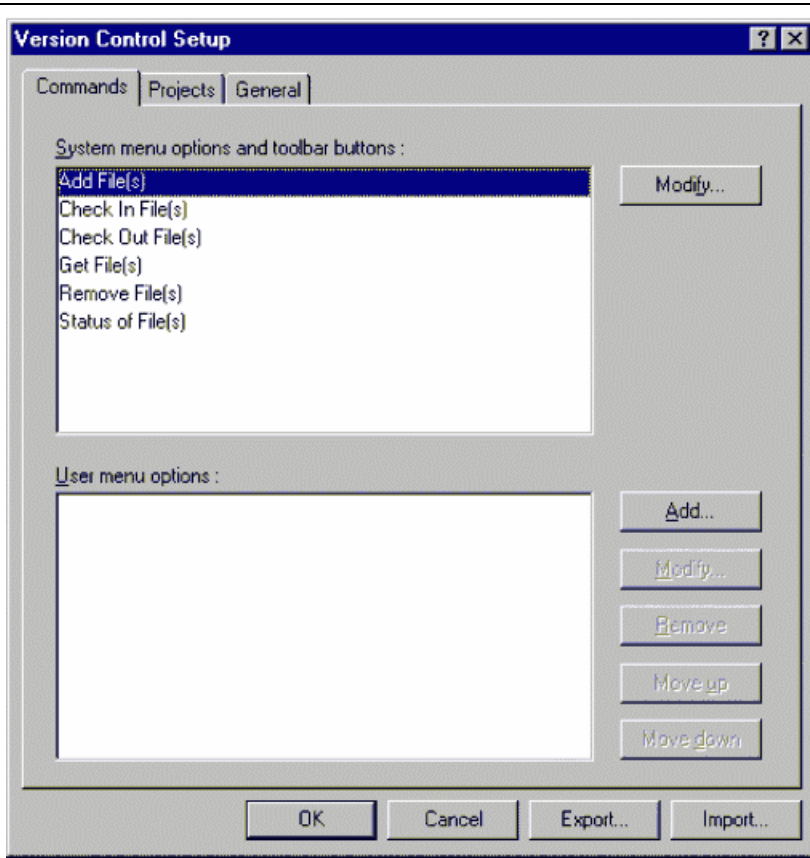 Version Control Setup
Commands Projects General
System menu options and toolbar buttons :
Add File(s)
Modify...
Check In File(s)
Check Out File(s)
Get File(s)
Remove File(s)
Status of File(s)
User menu options :
Add...
Modify...
Remove
Move up
Move down
OK Cancel Export... Import...